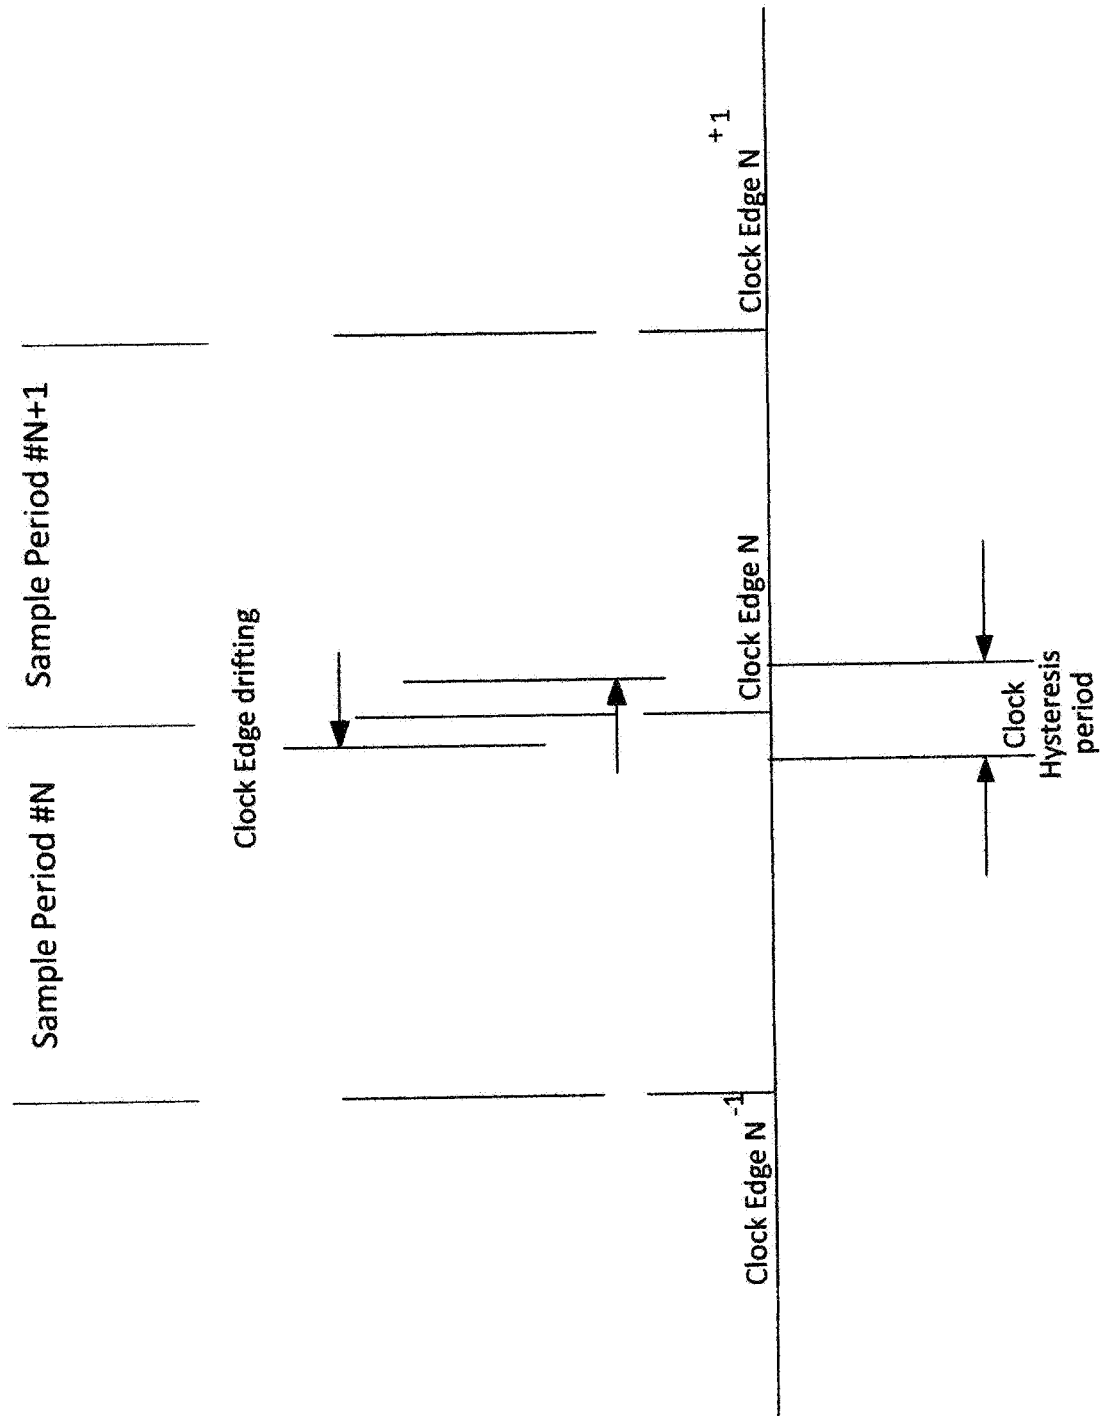 Sample Period #N
Sample Period #N+1
Clock Edge drifting
Clock Edge N-1
Clock Edge N
Clock Edge N+1
Clock
Hysteresis
period